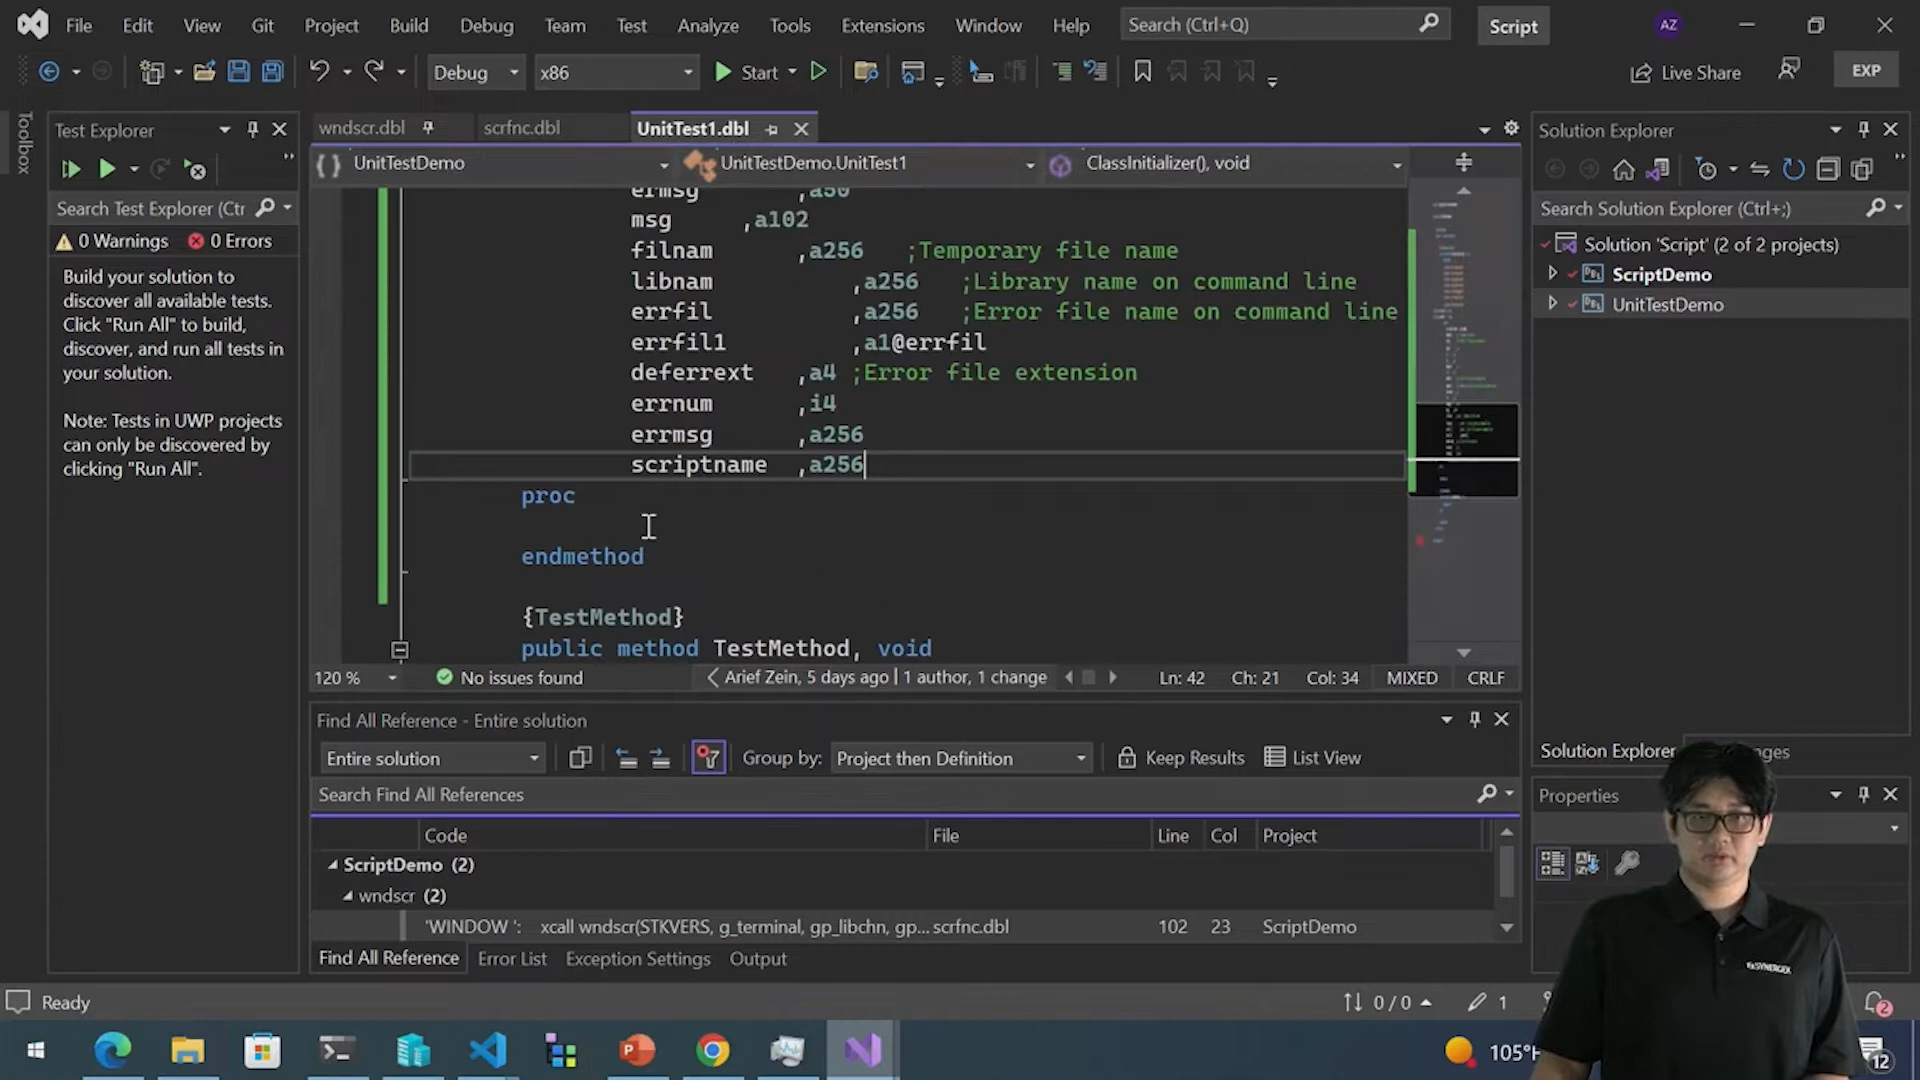 File Edit View Git Project Build Debug Team Test Analyze Tools Extensions Window Help Search (Ctrl+Q) Script AZ
Debug x86 Start Live Share EXP
Toolbox
Test Explorer
Search Test Explorer (Ctr
0 Warnings 0 Errors
Build your solution to
discover all available tests.
Click "Run All" to build,
discover, and run all tests in
your solution.
Note: Tests in UWP projects
can only be discovered by
clicking "Run All".
wndscr.dbl scrfnc.dbl UnitTest1.dbl
{ } UnitTestDemo UnitTestDemo.UnitTest1 ClassInitializer(), void
ermsg ,a50
msg ,a102
filnam ,a256 ;Temporary file name
libnam ,a256 ;Library name on command line
errfil ,a256 ;Error file name on command line
errfil1 ,a1@errfil
deferrext ,a4 ;Error file extension
errnum ,i4
errmsg ,a256
scriptname ,a256
proc
endmethod
{TestMethod}
public method TestMethod, void
120 % No issues found Arief Zein, 5 days ago | 1 author, 1 change Ln: 42 Ch: 21 Col: 34 MIXED CRLF
Find All Reference - Entire solution
Entire solution Group by: Project then Definition Keep Results List View
Search Find All References
Code File Line Col Project
ScriptDemo (2)
wndscr (2)
'WINDOW ': xcall wndscr(STKVERS, g_terminal, gp_libchn, gp... scrfnc.dbl 102 23 ScriptDemo
Find All Reference Error List Exception Settings Output
Solution Explorer
Search Solution Explorer (Ctrl+;)
Solution 'Script' (2 of 2 projects)
ScriptDemo
UnitTestDemo
Solution Explorer
Properties
SYNERGEX
Ready 0 / 0 1 2
105°F 12